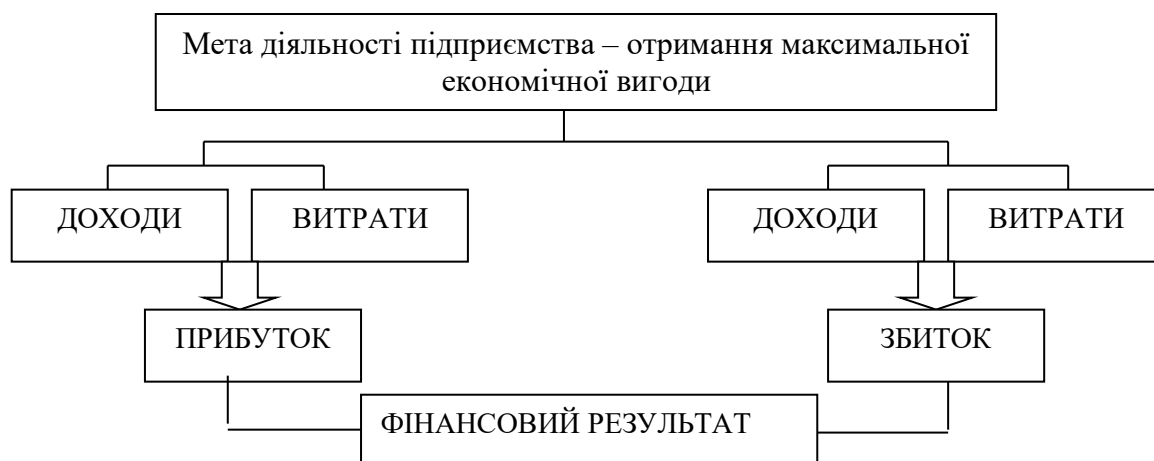 Мета діяльності підприємства – отримання максимальної
економічної вигоди
ДОХОДИ
ВИТРАТИ
ДОХОДИ
ВИТРАТИ
ПРИБУТОК
ЗБИТОК
ФІНАНСОВИЙ РЕЗУЛЬТАТ